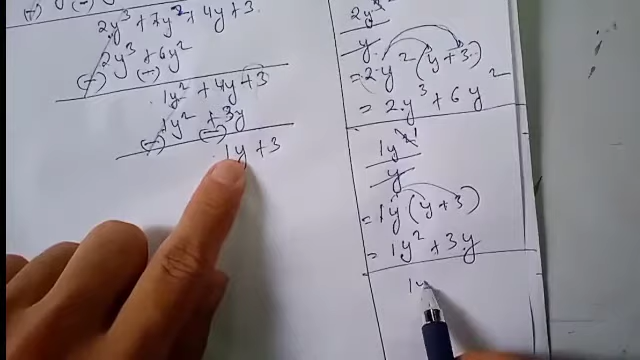 2y³ + 7y² + 4y + 3
2y³ + 6y²
(-) (-)
1y² + 4y + 3
1y² + 3y
(-) (-)
1y + 3
2y³
y
= 2y² (y + 3)
= 2y³ + 6y²
1y²
y
= 1y (y + 3)
= 1y² + 3y
1y